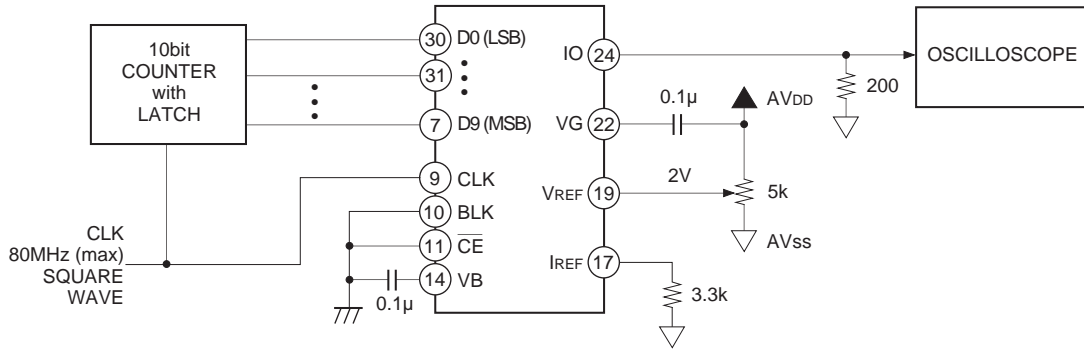 10bit
COUNTER
with
LATCH
30 D0 (LSB)
31
7 D9 (MSB)
9 CLK
10 BLK
11 CE
14 VB
0.1μ
CLK
80MHz (max)
SQUARE
WAVE
IO 24
OSCILLOSCOPE
200
0.1μ
AVDD
VG 22
2V
VREF 19
5k
AVSS
IREF 17
3.3k